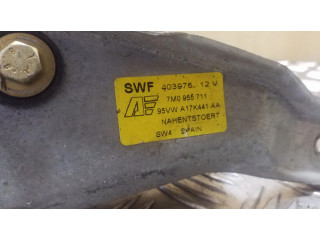 SWF 403976. 12 V
7M0 955 711
95VW A17K441 AA
NAHENTSTOERT
SW4 SPAIN